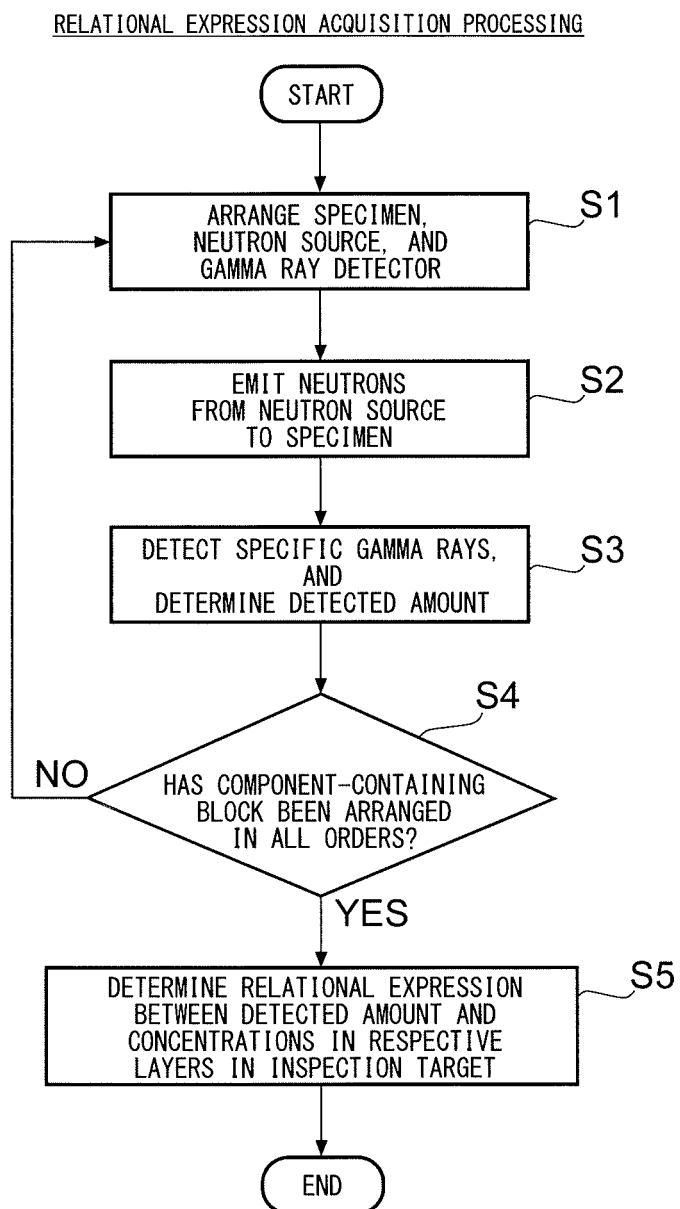 RELATIONAL EXPRESSION ACQUISITION PROCESSING
START
ARRANGE SPECIMEN,
NEUTRON SOURCE, AND
GAMMA RAY DETECTOR
S1
EMIT NEUTRONS
FROM NEUTRON SOURCE
TO SPECIMEN
S2
DETECT SPECIFIC GAMMA RAYS,
AND
DETERMINE DETECTED AMOUNT
S3
S4
NO
HAS COMPONENT-CONTAINING
BLOCK BEEN ARRANGED
IN ALL ORDERS?
YES
DETERMINE RELATIONAL EXPRESSION
BETWEEN DETECTED AMOUNT AND
CONCENTRATIONS IN RESPECTIVE
LAYERS IN INSPECTION TARGET
S5
END